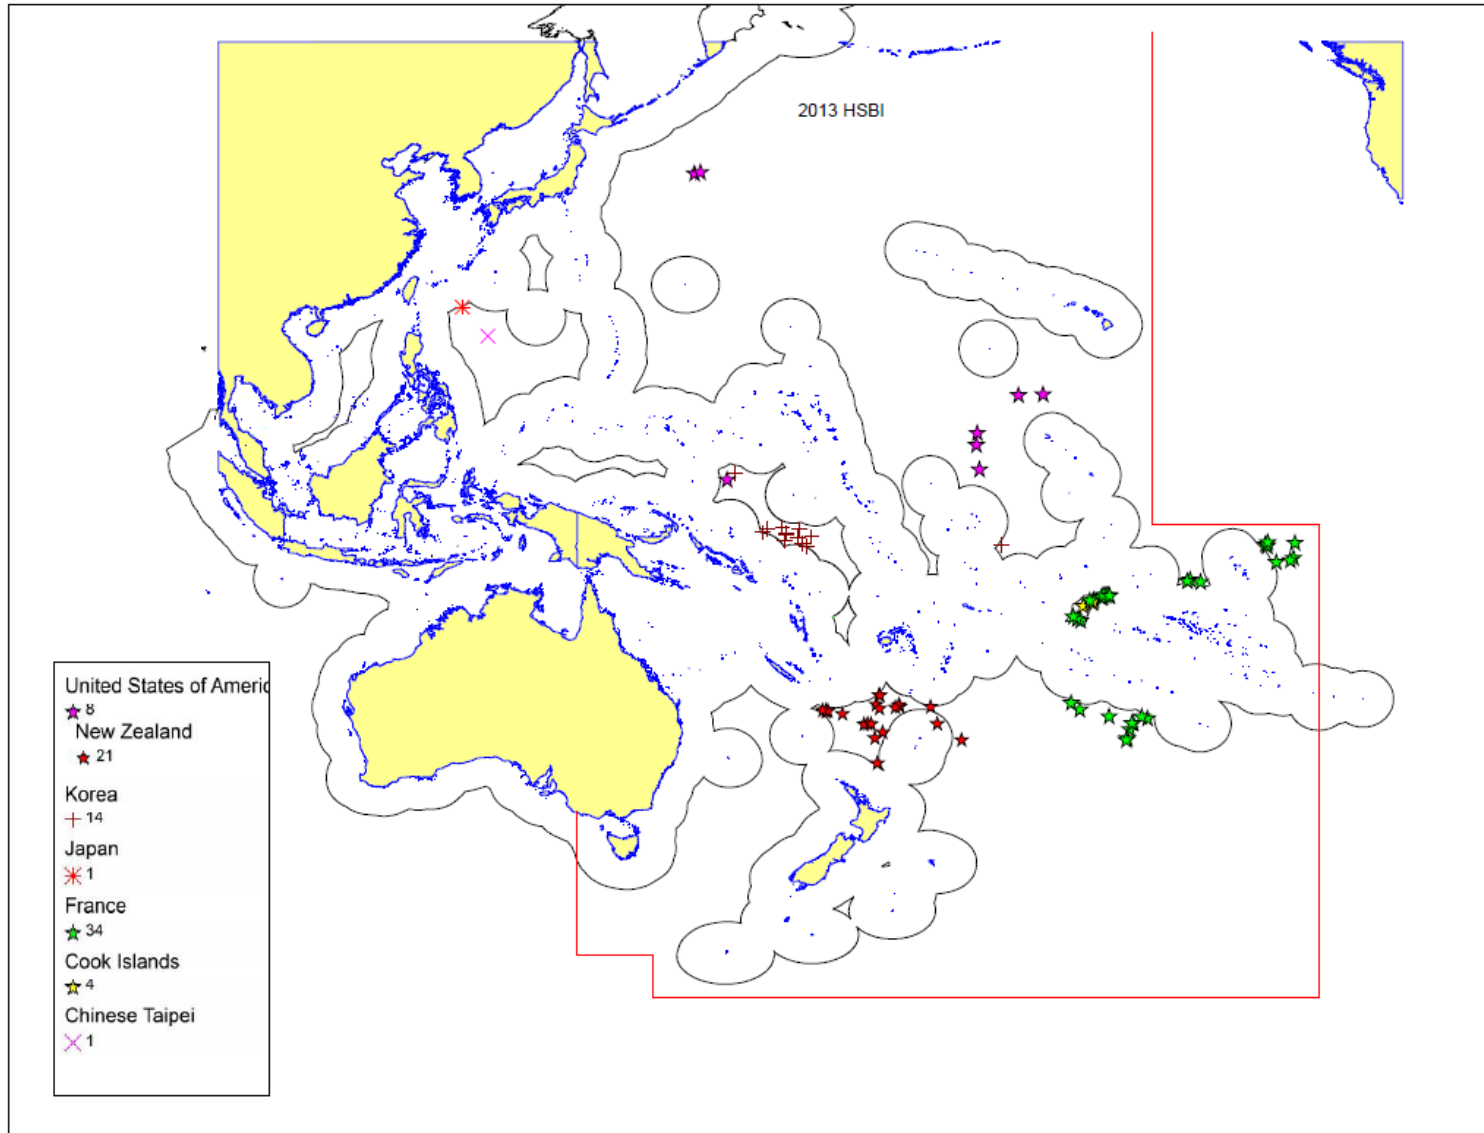 2013 HSBI
United States of Americ
8
New Zealand
21
Korea
14
Japan
1
France
34
Cook Islands
4
Chinese Taipei
1